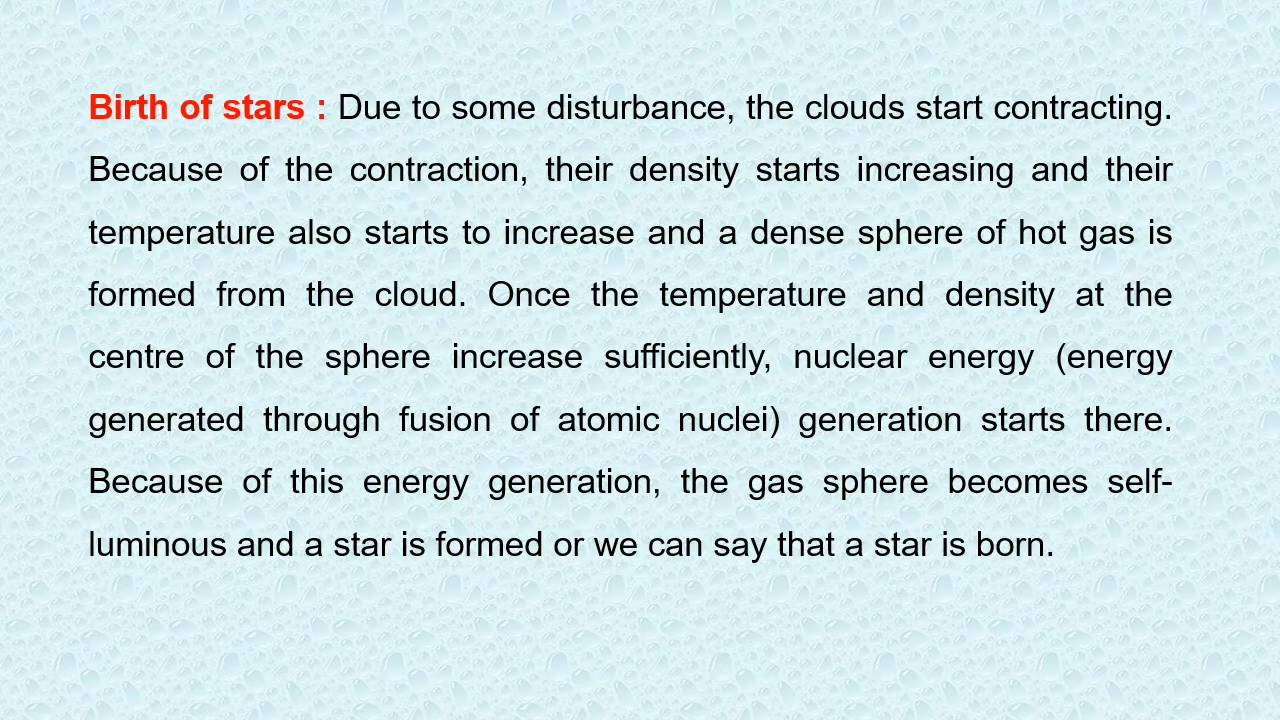 Birth of stars : Due to some disturbance, the clouds start contracting.
Because of the contraction, their density starts increasing and their
temperature also starts to increase and a dense sphere of hot gas is
formed from the cloud. Once the temperature and density at the
centre of the sphere increase sufficiently, nuclear energy (energy
generated through fusion of atomic nuclei) generation starts there.
Because of this energy generation, the gas sphere becomes self-
luminous and a star is formed or we can say that a star is born.